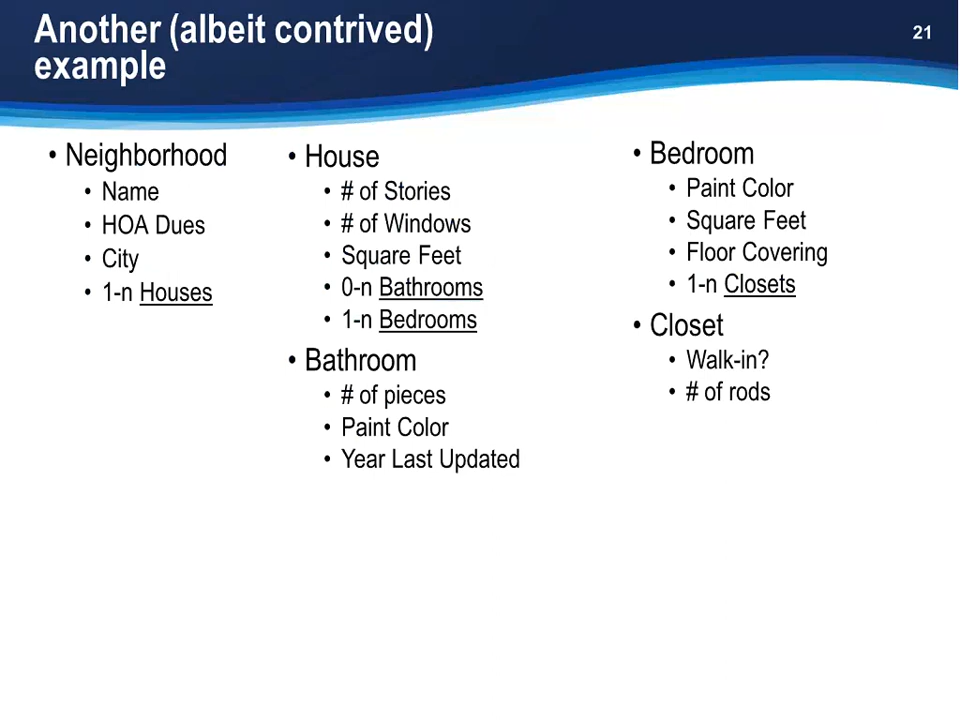 Another (albeit contrived)
example
21
• Neighborhood
• Name
• HOA Dues
• City
• 1-n Houses
• House
• # of Stories
• # of Windows
• Square Feet
• 0-n Bathrooms
• 1-n Bedrooms
• Bathroom
• # of pieces
• Paint Color
• Year Last Updated
• Bedroom
• Paint Color
• Square Feet
• Floor Covering
• 1-n Closets
• Closet
• Walk-in?
• # of rods